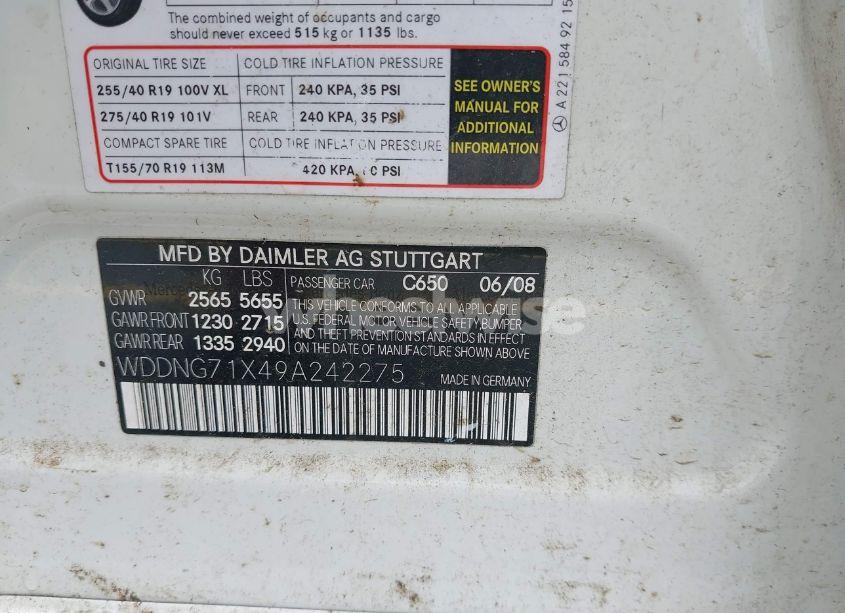 The combined weight of occupants and cargo
should never exceed 515 kg or 1135 lbs.
ORIGINAL TIRE SIZE COLD TIRE INFLATION PRESSURE
255/40 R19 100V XL FRONT 240 KPA, 35 PSI
275/40 R19 101V REAR 240 KPA, 35 PSI
COMPACT SPARE TIRE COLD TIRE INFLATION PRESSURE
T155/70 R19 113M 420 KPA, PSI
SEE OWNER'S
MANUAL FOR
ADDITIONAL
INFORMATION
A 221 584 92 15
MFD BY DAIMLER AG STUTTGART
KG LBS PASSENGER CAR C650 06/08
GVWR 2565 5655 THIS VEHICLE CONFORMS TO ALL APPLICABLE
GAWR FRONT 1230 2715 U.S. FEDERAL MOTOR VEHICLE SAFETY, BUMPER
GAWR REAR 1335 2940 AND THEFT PREVENTION STANDARDS IN EFFECT
ON THE DATE OF MANUFACTURE SHOWN ABOVE
WDDNG71X49A242275 MADE IN GERMANY